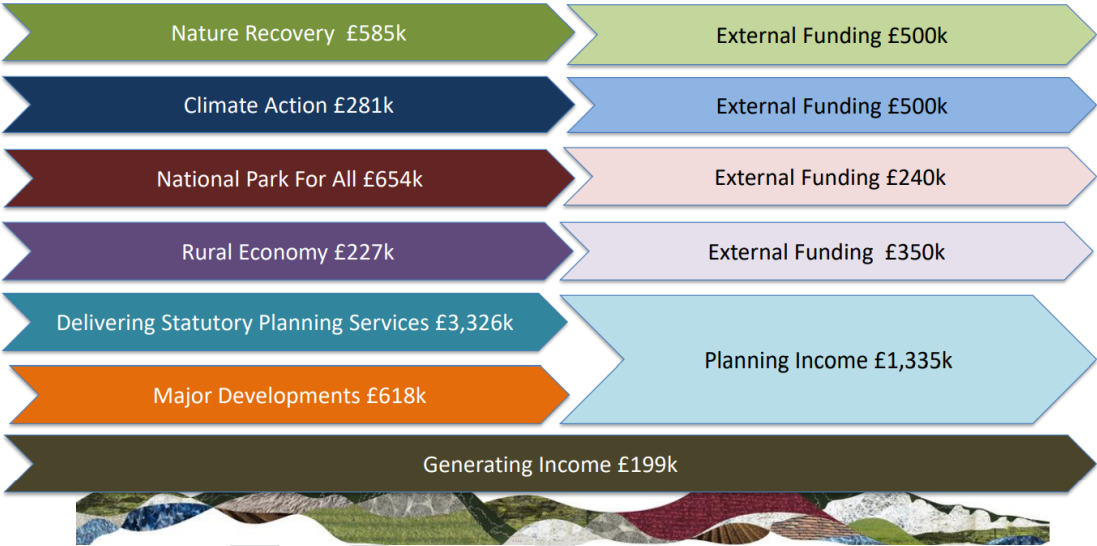 Nature Recovery  £585k
External Funding £500k
Climate Action £281k
External Funding £500k
National Park For All £654k
External Funding £240k
Rural Economy £227k
External Funding  £350k
Delivering Statutory Planning Services £3,326k
Planning Income £1,335k
Major Developments £618k
Generating Income £199k